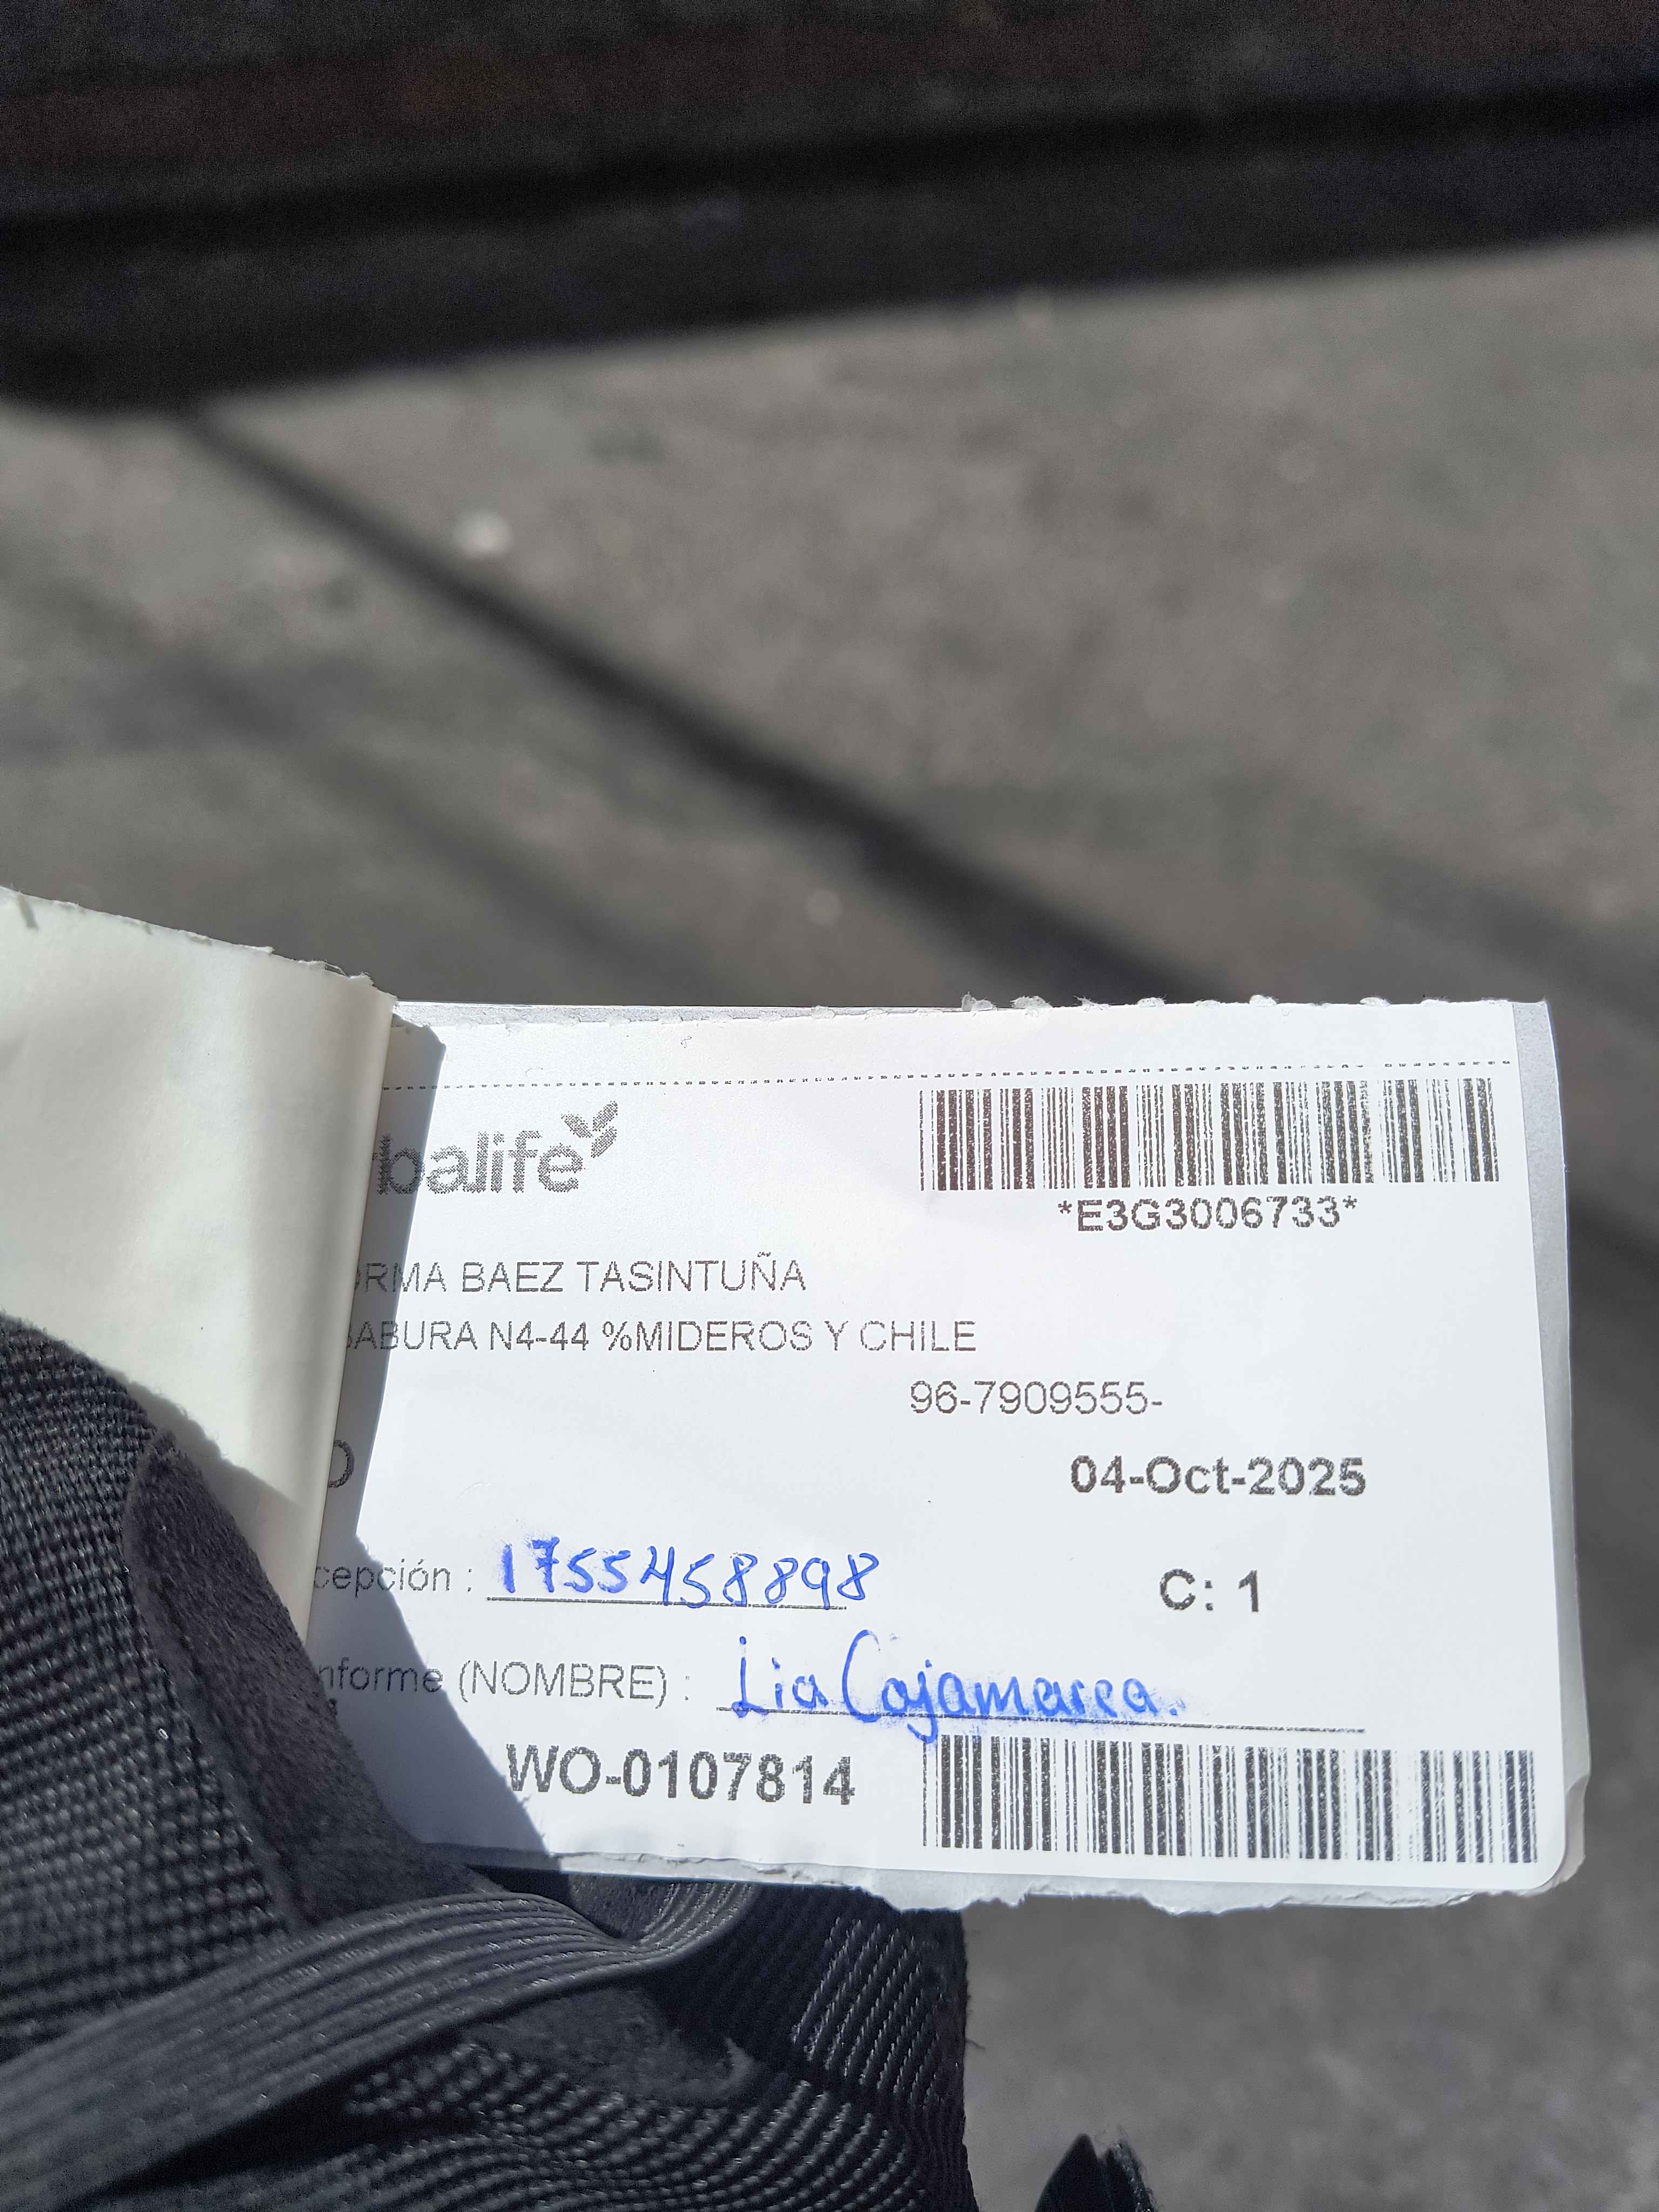 balife
*E3G3006733*
ORMA BAEZ TASINTUÑA
BABURA N4-44 %MIDEROS Y CHILE
96-7909555-
O
04-Oct-2025
cepción : 1755458898
C: 1
nforme (NOMBRE) : Lia Cajamarca.
WO-0107814